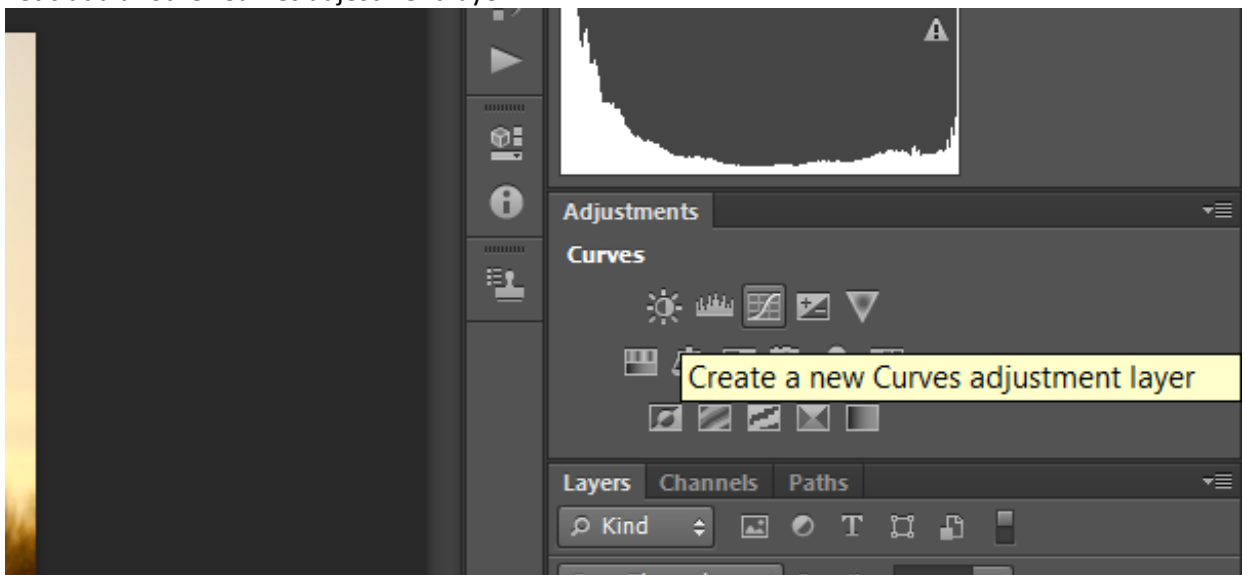 Adjustments
Curves
Create a new Curves adjustment layer
Layers Channels Paths
Kind